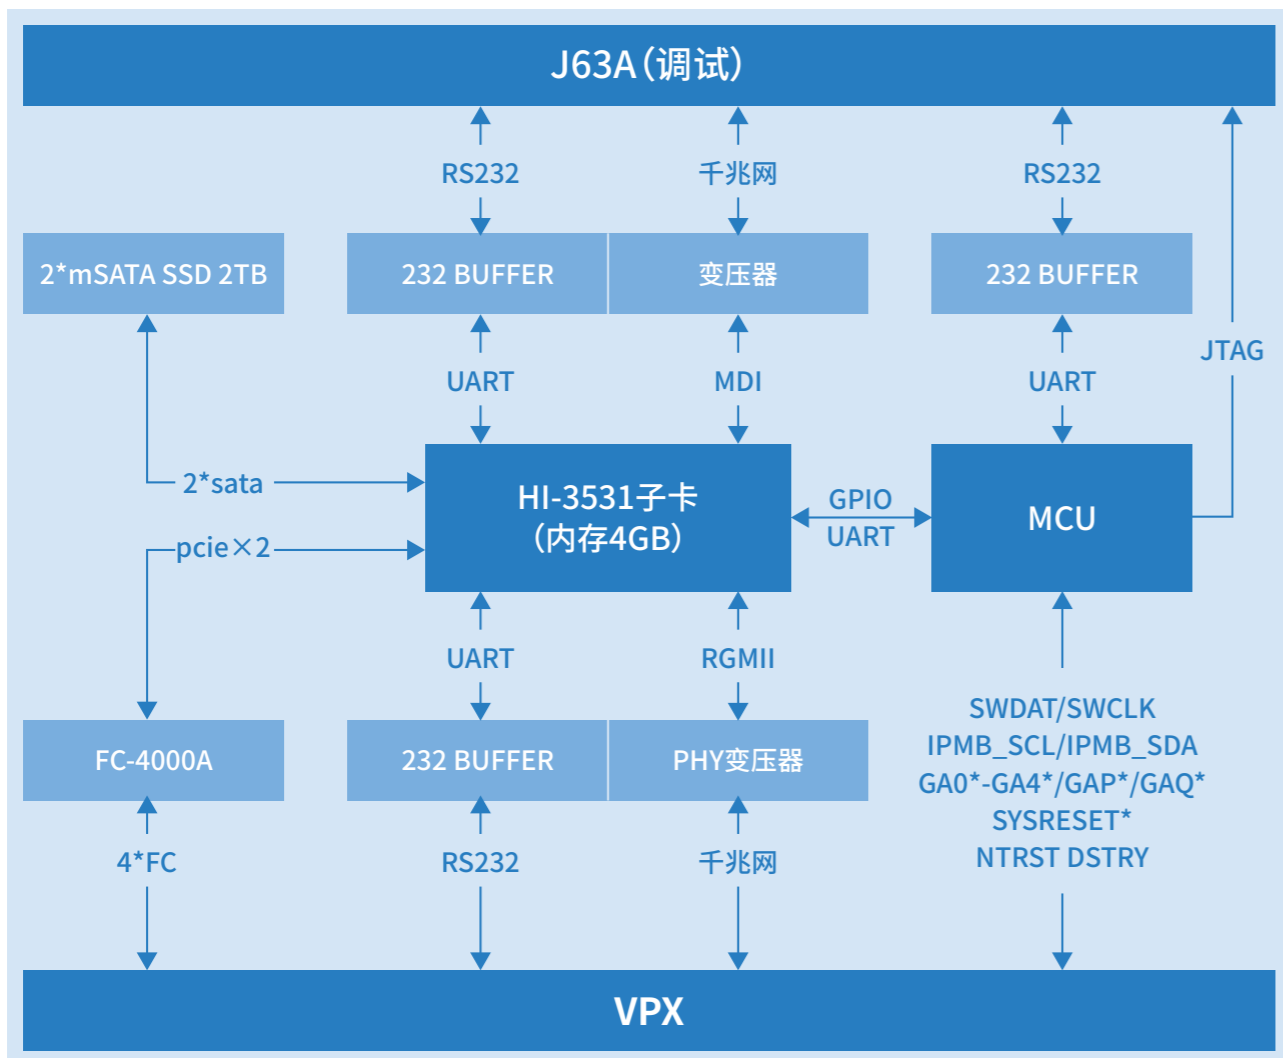 J63A（调试）
RS232
千兆网
RS232
2*mSATA SSD 2TB
232 BUFFER
变压器
232 BUFFER
JTAG
UART
MDI
UART
2*sata
HI-3531子卡
（内存4GB）
GPIO
UART
MCU
pcie×2
UART
RGMII
SWDAT/SWCLK
IPMB_SCL/IPMB_SDA
GA0*-GA4*/GAP*/GAQ*
SYSRESET*
NTRST DSTRY
FC-4000A
232 BUFFER
PHY变压器
4*FC
RS232
千兆网
VPX